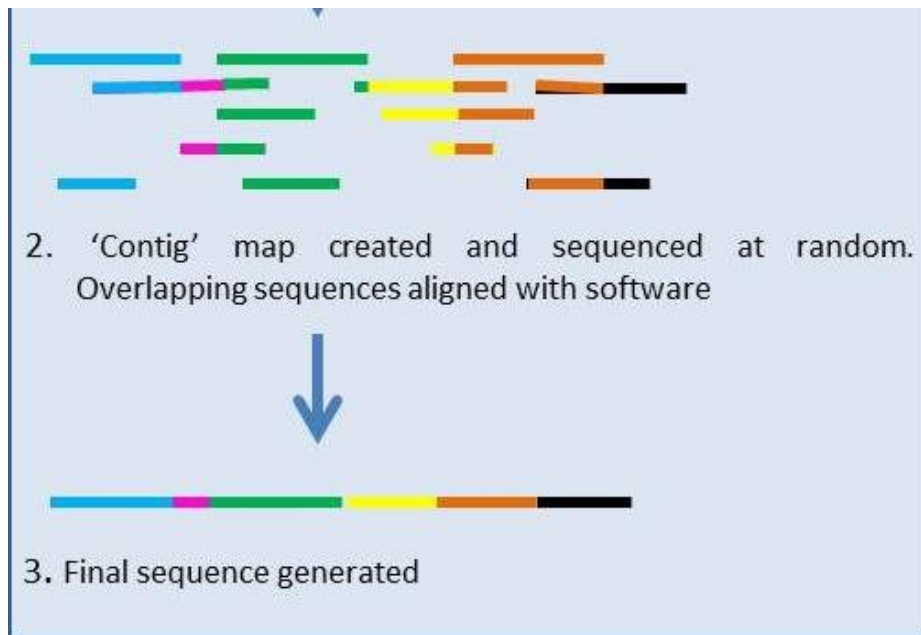 2. ‘Contig’ map created and sequenced at random.
Overlapping sequences aligned with software
3. Final sequence generated